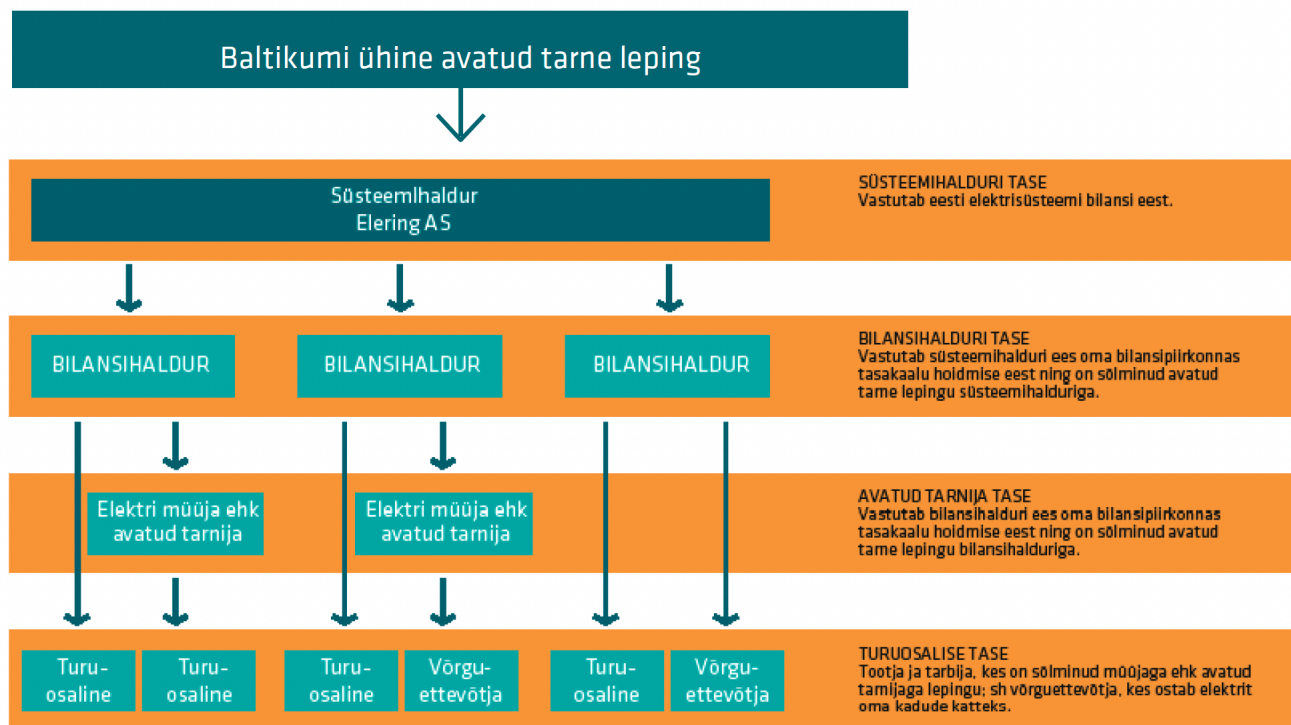 Baltikumi ühine avatud tarne leping
Süsteemihaldur
Elering AS
SÜSTEEMIHALDURI TASE
Vastutab eesti elektrisüsteemi bilansi eest.
BILANSIHALDUR
BILANSIHALDUR
BILANSIHALDUR
BILANSIHALDURI TASE
Vastutab süsteemihalduri ees oma bilansipiirkonnas
tasakaalu hoidmise eest ning on sõlminud avatud
tarne lepingu süsteemihalduriga.
Elektri müüja ehk
avatud tarnija
Elektri müüja ehk
avatud tarnija
AVATUD TARNIJA TASE
Vastutab bilansihalduri ees oma bilansipiirkonnas
tasakaalu hoidmise eest ning on sõlminud avatud
tarne lepingu bilansihalduriga.
Turu-
osaline
Turu-
osaline
Turu-
osaline
Võrgu-
ettevõtja
Turu-
osaline
Võrgu-
ettevõtja
TURUOSALISE TASE
Tootja ja tarbija, kes on sõlminud müüjaga ehk avatud
tarnijaga lepingu; sh võrguettevõtja, kes ostab elektrit
oma kadude katteks.